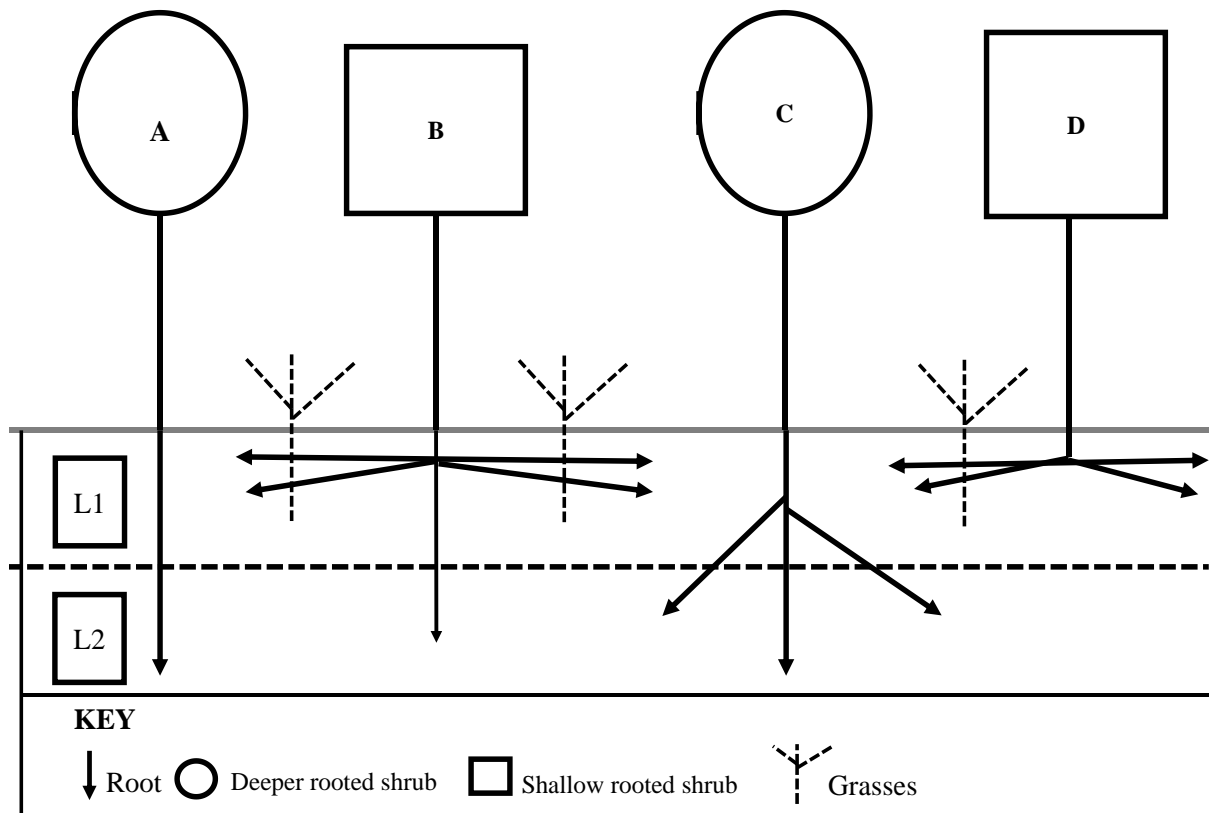 A
B
C
D
L1
L2
KEY
Root
Deeper rooted shrub
Shallow rooted shrub
Grasses